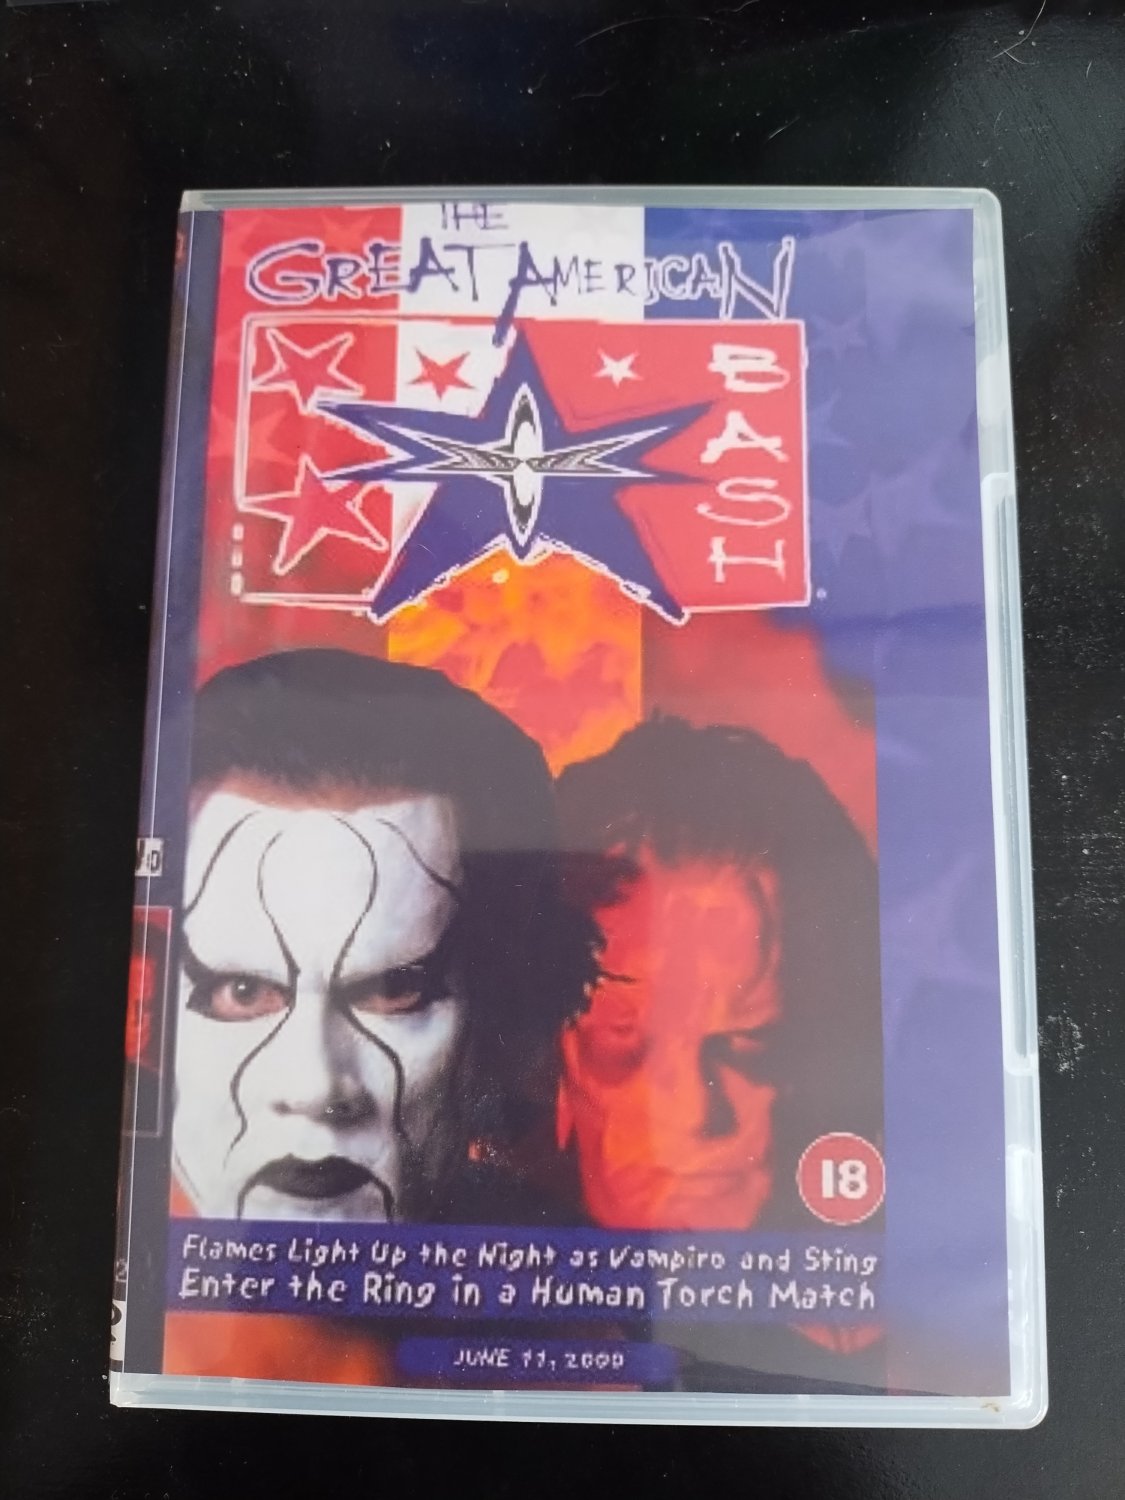 THE
GREAT AMERICAN
BASH
18
Flames Light Up the Night as Vampiro and Sting
Enter the Ring in a Human Torch Match
JUNE 11, 2000